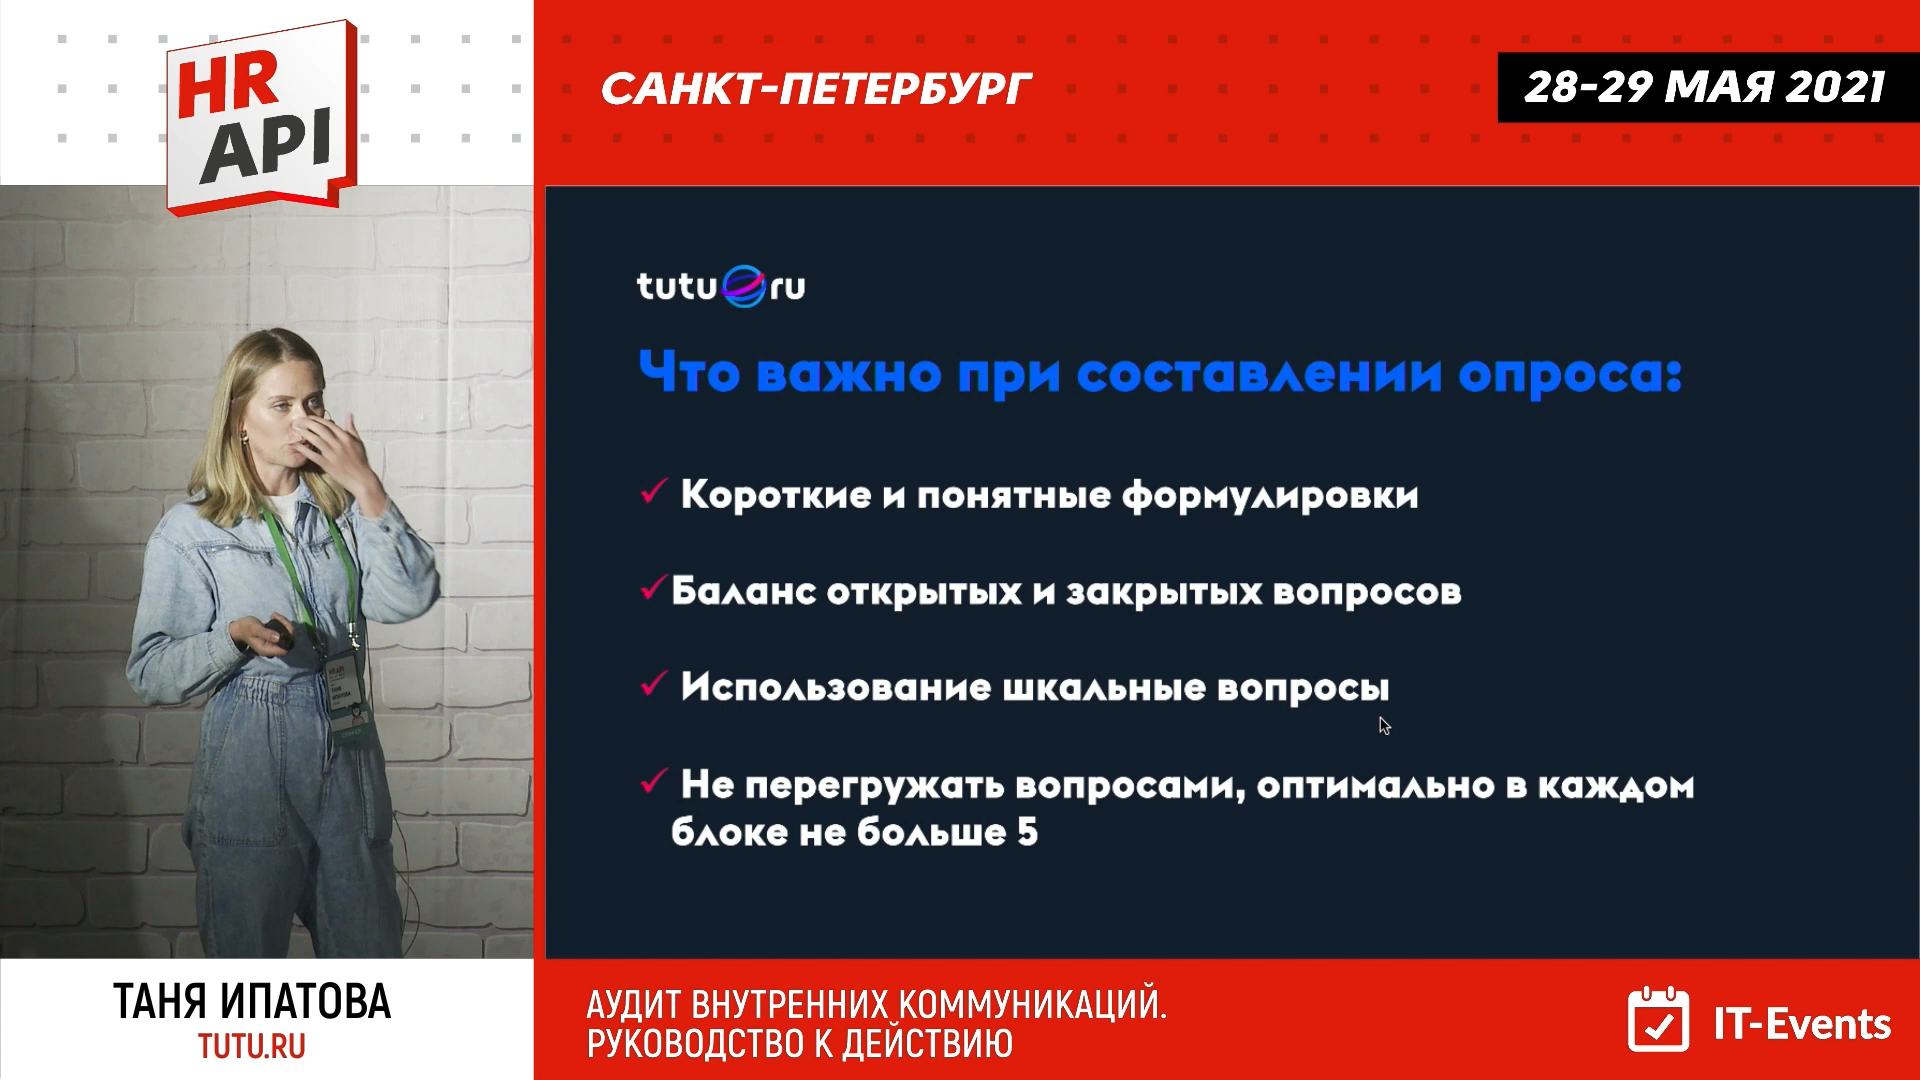 HR
API
САНКТ-ПЕТЕРБУРГ
28-29 МАЯ 2021
tutu ru
Что важно при составлении опроса:
✓ Короткие и понятные формулировки
✓ Баланс открытых и закрытых вопросов
✓ Использование шкальные вопросы
✓ Не перегружать вопросами, оптимально в каждом
блоке не больше 5
ТАНЯ ИПАТОВА
TUTU.RU
АУДИТ ВНУТРЕННИХ КОММУНИКАЦИЙ.
РУКОВОДСТВО К ДЕЙСТВИЮ
IT-Events